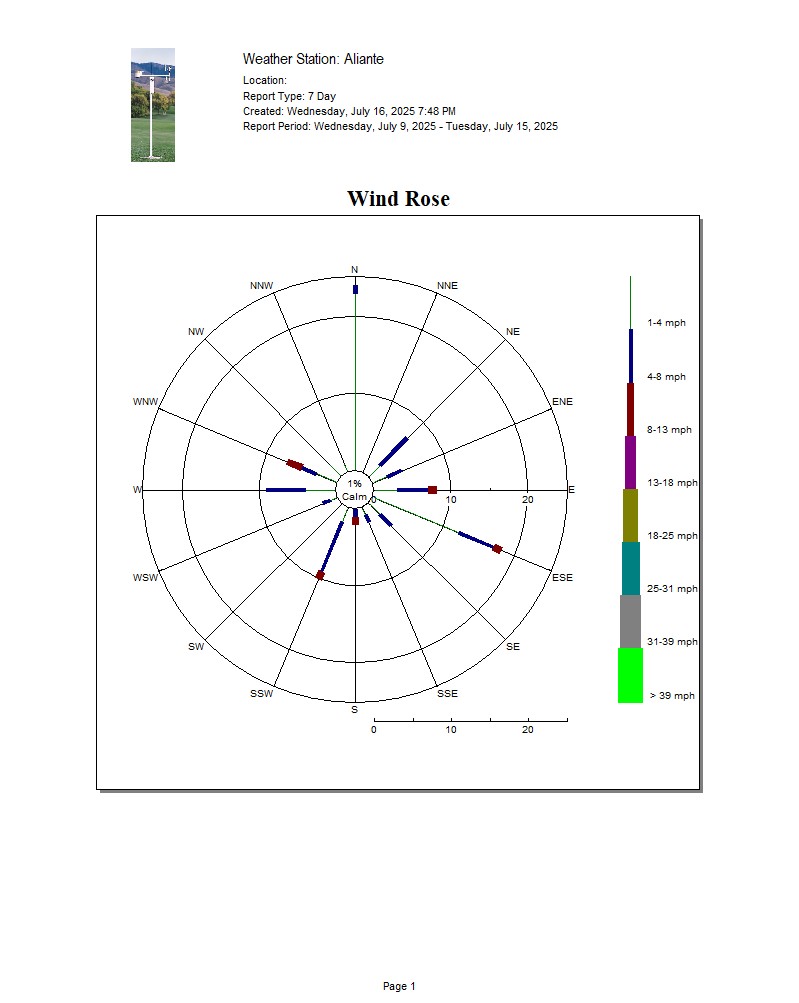 Weather Station: Aliante
Location:
Report Type: 7 Day
Created: Wednesday, July 16, 2025 7:48 PM
Report Period: Wednesday, July 9, 2025 - Tuesday, July 15, 2025
Wind Rose
N
NNW
NNE
NW
NE
WNW
ENE
1%
Calm
W
0
10
20
E
WSW
ESE
SW
SE
SSW
SSE
S
0
10
20
1-4 mph
4-8 mph
8-13 mph
13-18 mph
18-25 mph
25-31 mph
31-39 mph
> 39 mph
Page 1